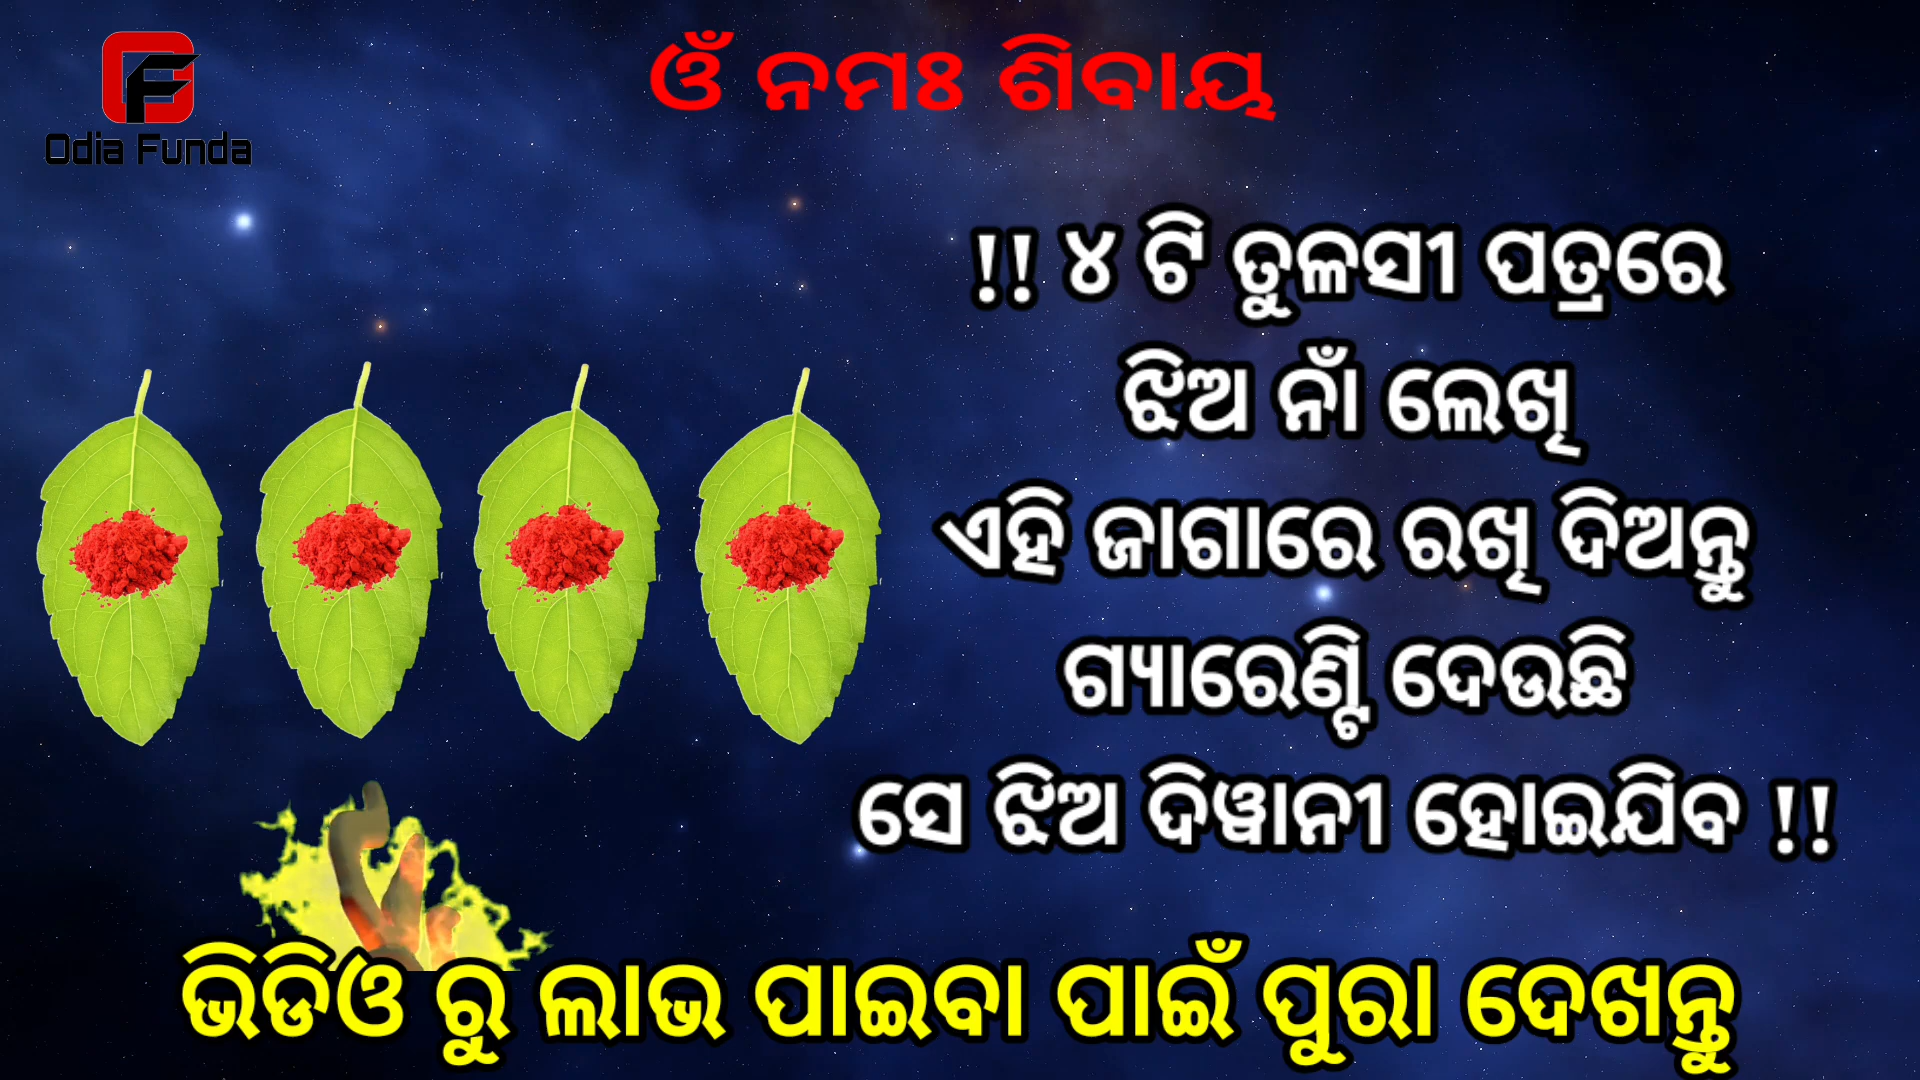 Odia Funda
ଓଁ ନମଃ ଶିବାୟ
!! ୪ ଟି ତୁଳସୀ ପତ୍ରରେ
ଝିଅ ନାଁ ଲେଖି
ଏହି ଜାଗାରେ ରଖି ଦିଅନ୍ତୁ
ଗ୍ୟାରେଣ୍ଟି ଦେଉଛି
ସେ ଝିଅ ଦିୱାନୀ ହୋଇଯିବ !!
ଭିଡିଓ ରୁ ଲାଭ ପାଇବା ପାଇଁ ପୁରା ଦେଖନ୍ତୁ